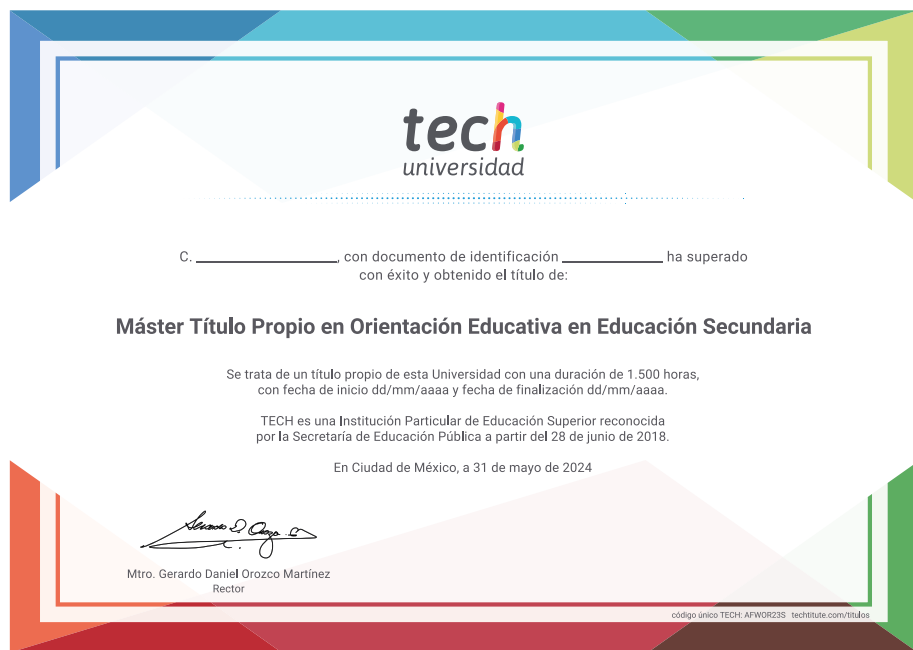 tech
universidad
C. ____________________, con documento de identificación ______________ ha superado
con éxito y obtenido el título de:
Máster Título Propio en Orientación Educativa en Educación Secundaria
Se trata de un título propio de esta Universidad con una duración de 1.500 horas,
con fecha de inicio dd/mm/aaaa y fecha de finalización dd/mm/aaaa.
TECH es una Institución Particular de Educación Superior reconocida
por la Secretaría de Educación Pública a partir del 28 de junio de 2018.
En Ciudad de México, a 31 de mayo de 2024
Mtro. Gerardo Daniel Orozco Martínez
Rector
código único TECH: AFWOR23S techtitute.com/titulos